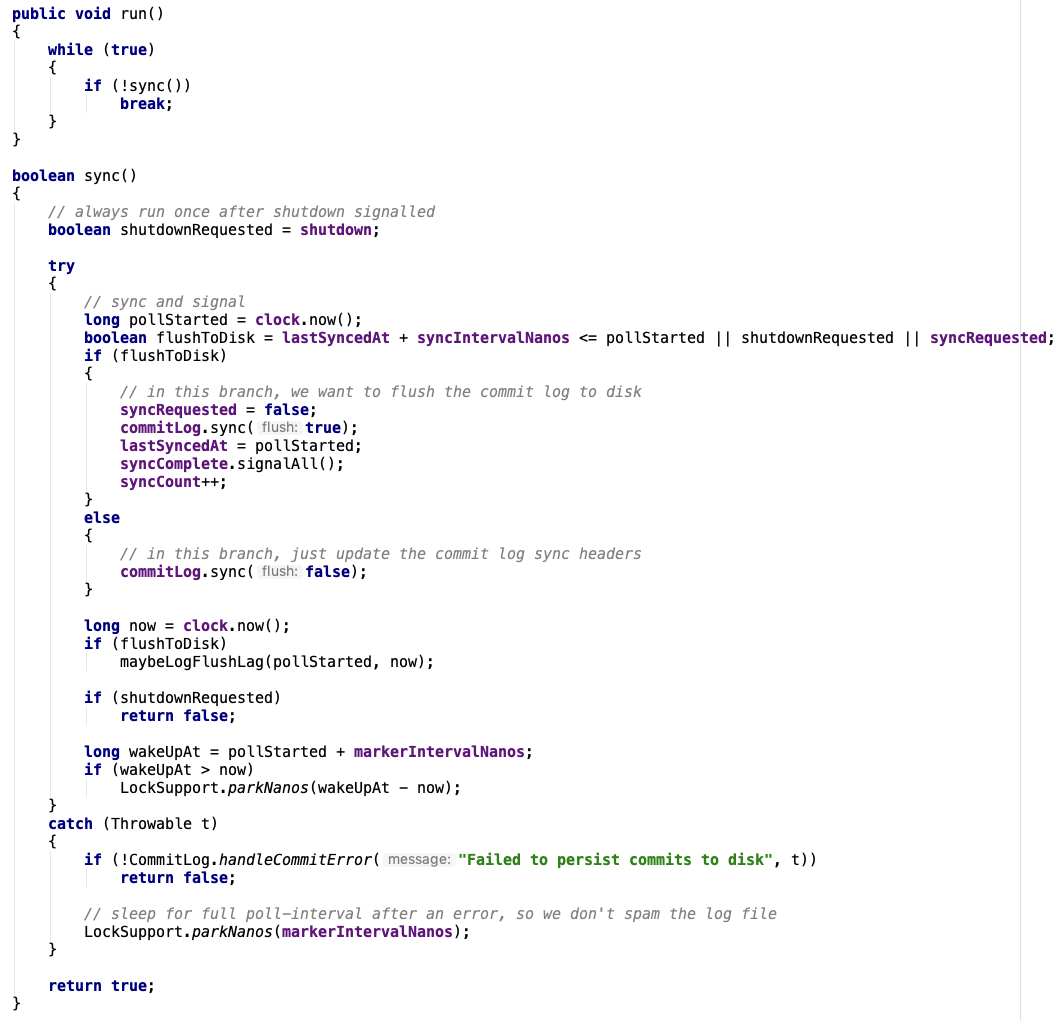 public void run()
{
    while (true)
    {
        if (!sync())
            break;
    }
}

boolean sync()
{
    // always run once after shutdown signalled
    boolean shutdownRequested = shutdown;

    try
    {
        // sync and signal
        long pollStarted = clock.now();
        boolean flushToDisk = lastSyncedAt + syncIntervalNanos <= pollStarted || shutdownRequested || syncRequested;
        if (flushToDisk)
        {
            // in this branch, we want to flush the commit log to disk
            syncRequested = false;
            commitLog.sync( flush: true);
            lastSyncedAt = pollStarted;
            syncComplete.signalAll();
            syncCount++;
        }
        else
        {
            // in this branch, just update the commit log sync headers
            commitLog.sync( flush: false);
        }

        long now = clock.now();
        if (flushToDisk)
            maybeLogFlushLag(pollStarted, now);

        if (shutdownRequested)
            return false;

        long wakeUpAt = pollStarted + markerIntervalNanos;
        if (wakeUpAt > now)
            LockSupport.parkNanos(wakeUpAt - now);
    }
    catch (Throwable t)
    {
        if (!CommitLog.handleCommitError( message: "Failed to persist commits to disk", t))
            return false;

        // sleep for full poll-interval after an error, so we don't spam the log file
        LockSupport.parkNanos(markerIntervalNanos);
    }

    return true;
}